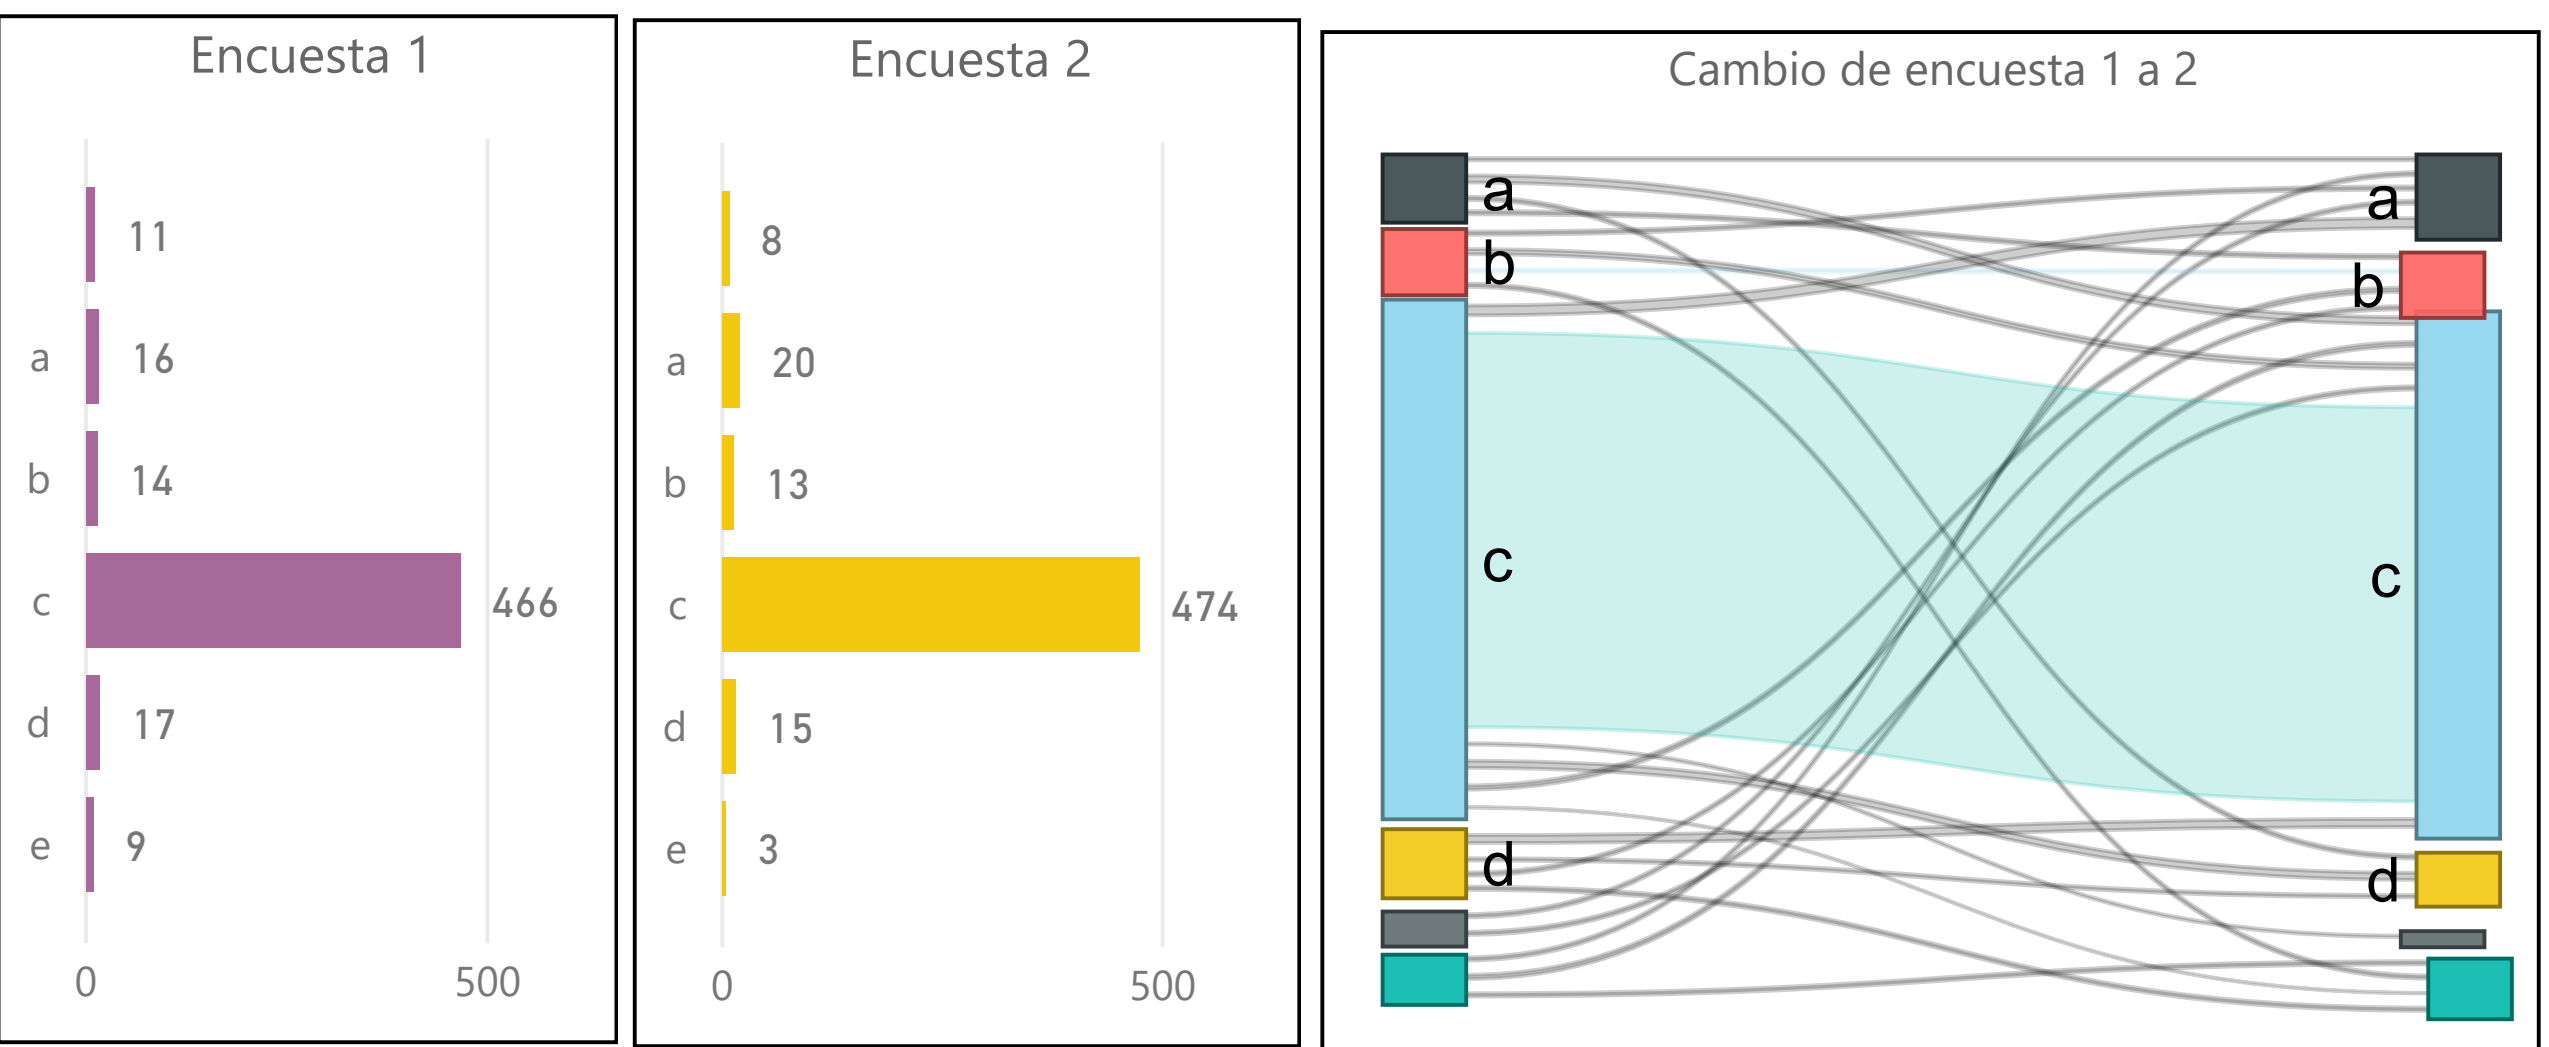 Encuesta 1
11
a 16
b 14
c 466
d 17
e 9
0 500
Encuesta 2
8
a 20
b 13
c 474
d 15
e 3
0 500
Cambio de encuesta 1 a 2
a a
b b
c c
d d